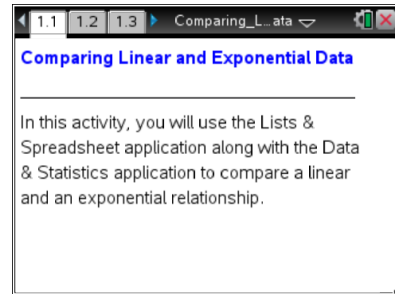 1.1 1.2 1.3 Comparing_L...ata
Comparing Linear and Exponential Data
In this activity, you will use the Lists &
Spreadsheet application along with the Data
& Statistics application to compare a linear
and an exponential relationship.